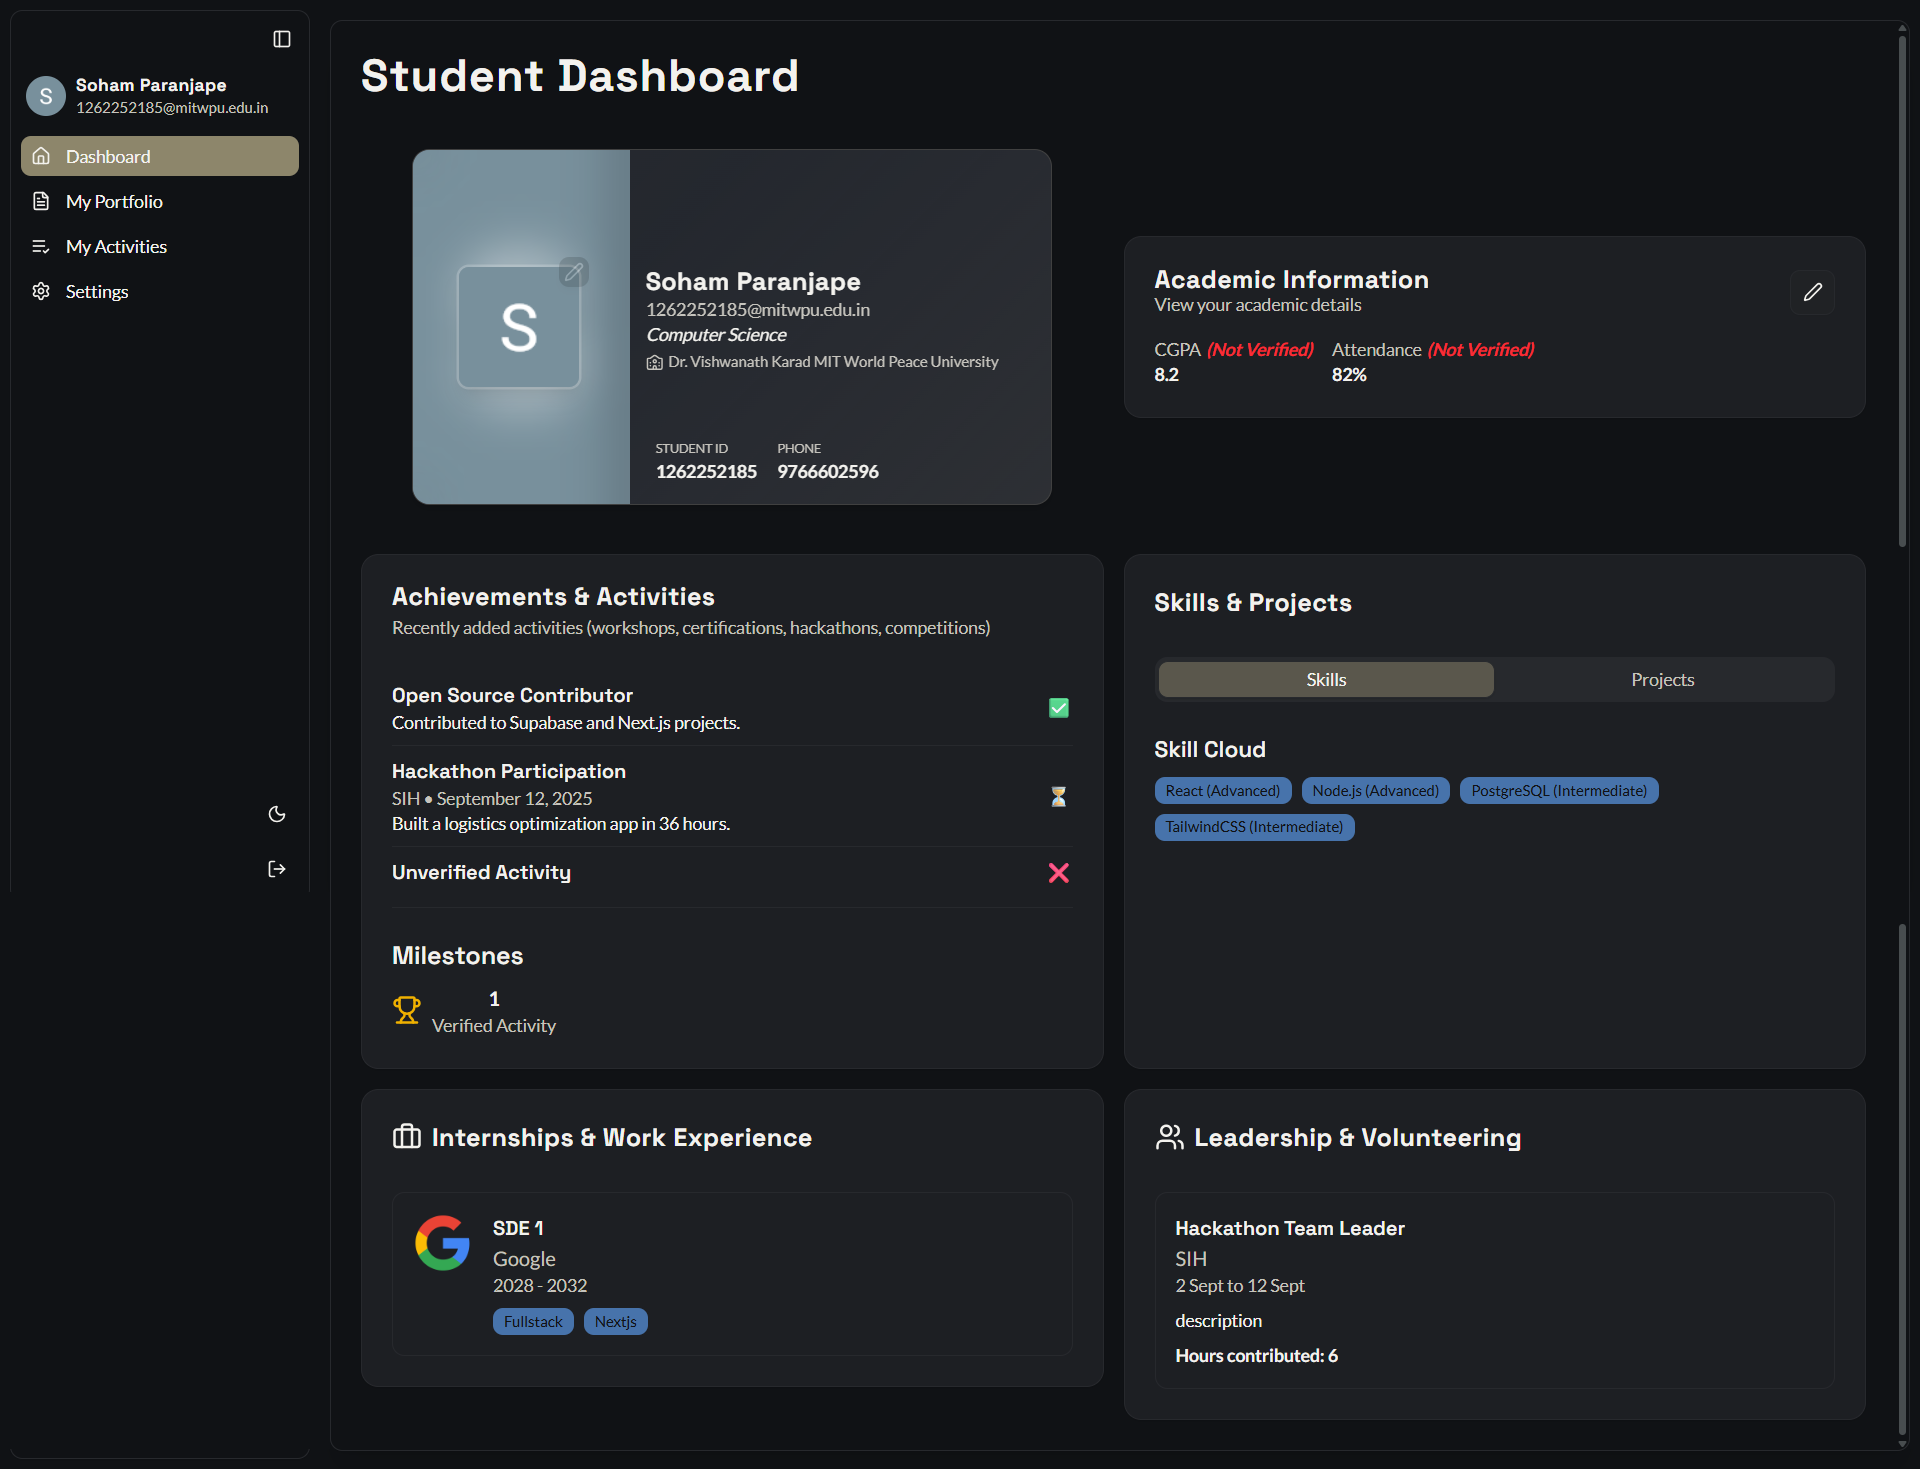 Soham Paranjape
1262252185@mitwpu.edu.in
S
Dashboard
My Portfolio
My Activities
Settings
Student Dashboard
S
Soham Paranjape
1262252185@mitwpu.edu.in
Computer Science
Dr. Vishwanath Karad MIT World Peace University
STUDENT ID PHONE
1262252185 9766602596
Academic Information
View your academic details
CGPA (Not Verified) Attendance (Not Verified)
8.2 82%
Achievements & Activities
Recently added activities (workshops, certifications, hackathons, competitions)
Open Source Contributor
Contributed to Supabase and Next.js projects.
Hackathon Participation
SIH • September 12, 2025
Built a logistics optimization app in 36 hours.
Unverified Activity
Milestones
1
Verified Activity
Skills & Projects
Skills Projects
Skill Cloud
React (Advanced) Node.js (Advanced) PostgreSQL (Intermediate)
TailwindCSS (Intermediate)
Internships & Work Experience
SDE 1
Google
2028 - 2032
Fullstack Nextjs
Leadership & Volunteering
Hackathon Team Leader
SIH
2 Sept to 12 Sept
description
Hours contributed: 6